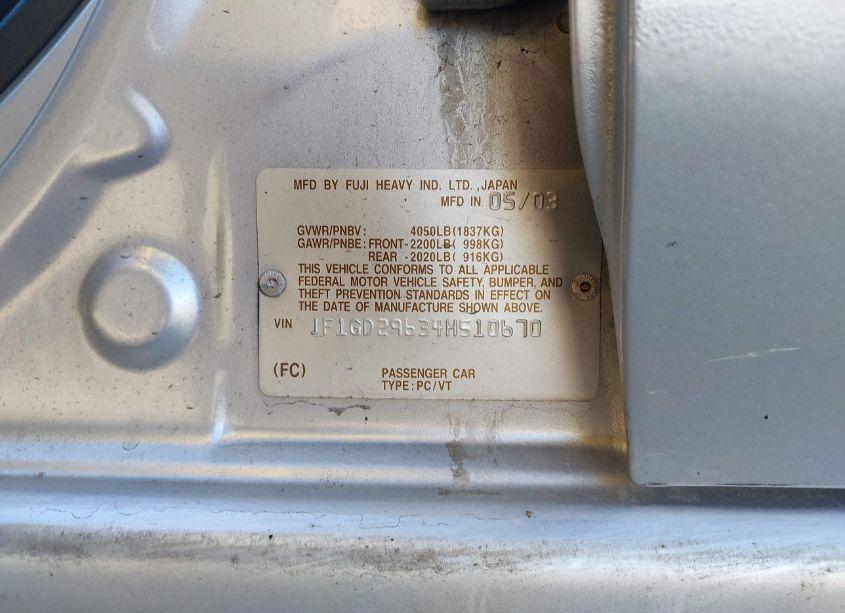 MFD BY FUJI HEAVY IND. LTD.,JAPAN
MFD IN 05/03
GVWR/PNBV: 4050LB(1837KG)
GAWR/PNBE: FRONT-2200LB( 998KG)
REAR -2020LB( 916KG)
THIS VEHICLE CONFORMS TO ALL APPLICABLE
FEDERAL MOTOR VEHICLE SAFETY, BUMPER, AND
THEFT PREVENTION STANDARDS IN EFFECT ON
THE DATE OF MANUFACTURE SHOWN ABOVE.
VIN JF1GD29634H510670
(FC) PASSENGER CAR
TYPE:PC/VT